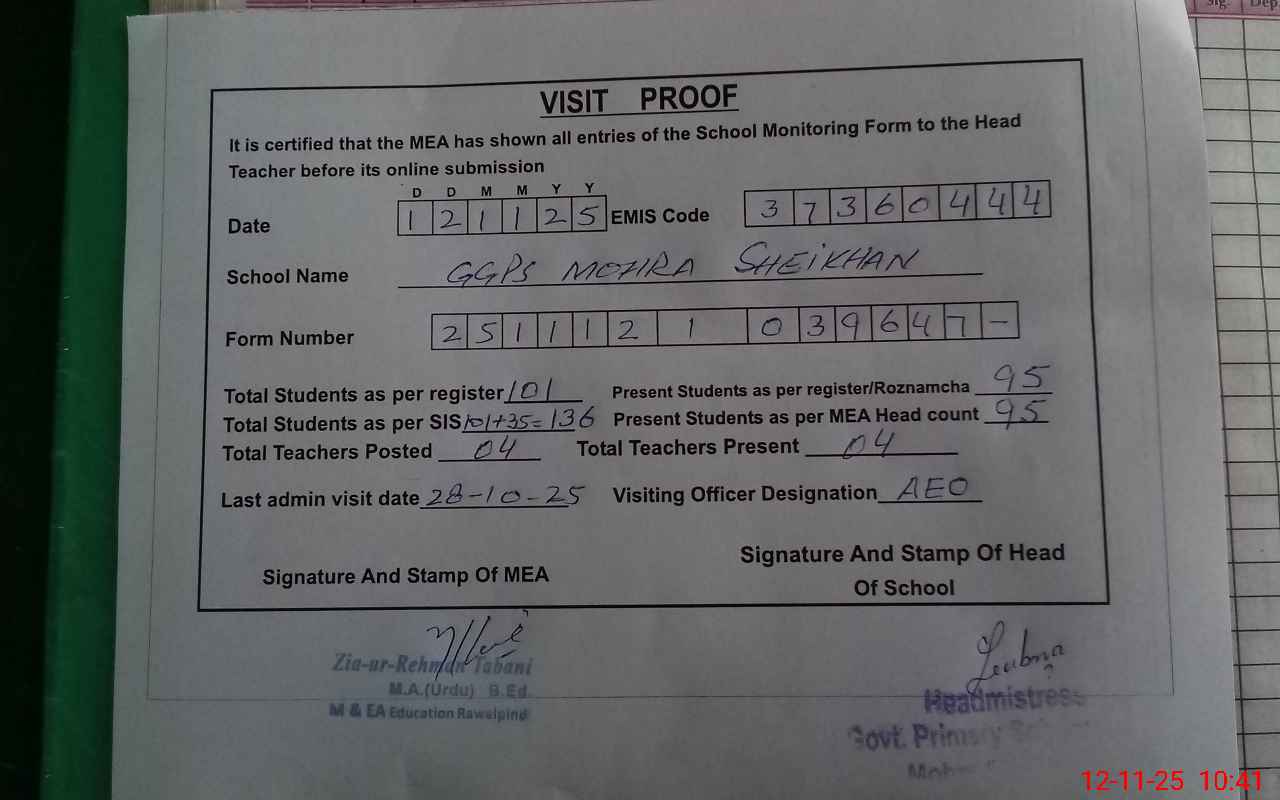 Sig. Dep.
VISIT PROOF
It is certified that the MEA has shown all entries of the School Monitoring Form to the Head
Teacher before its online submission
D D M M Y Y
Date 1 2 1 1 2 5 EMIS Code 3 7 3 6 0 4 4 4
School Name GGPS MOHRA SHEIKHAN
Form Number 2 5 1 1 1 2 1 0 3 9 6 4 7 -
Total Students as per register 101 Present Students as per register/Roznamcha 95
Total Students as per SIS 101+35=136 Present Students as per MEA Head count 95
Total Teachers Posted 04 Total Teachers Present 04
Last admin visit date 28-10-25 Visiting Officer Designation AEO
Signature And Stamp Of MEA Signature And Stamp Of Head
Of School
Zia-ur-Rehman Tabani
M.A.(Urdu) B.Ed.
M & EA Education Rawalpindi
Lubna
Headmistress
Govt. Primary
12-11-25 10:41